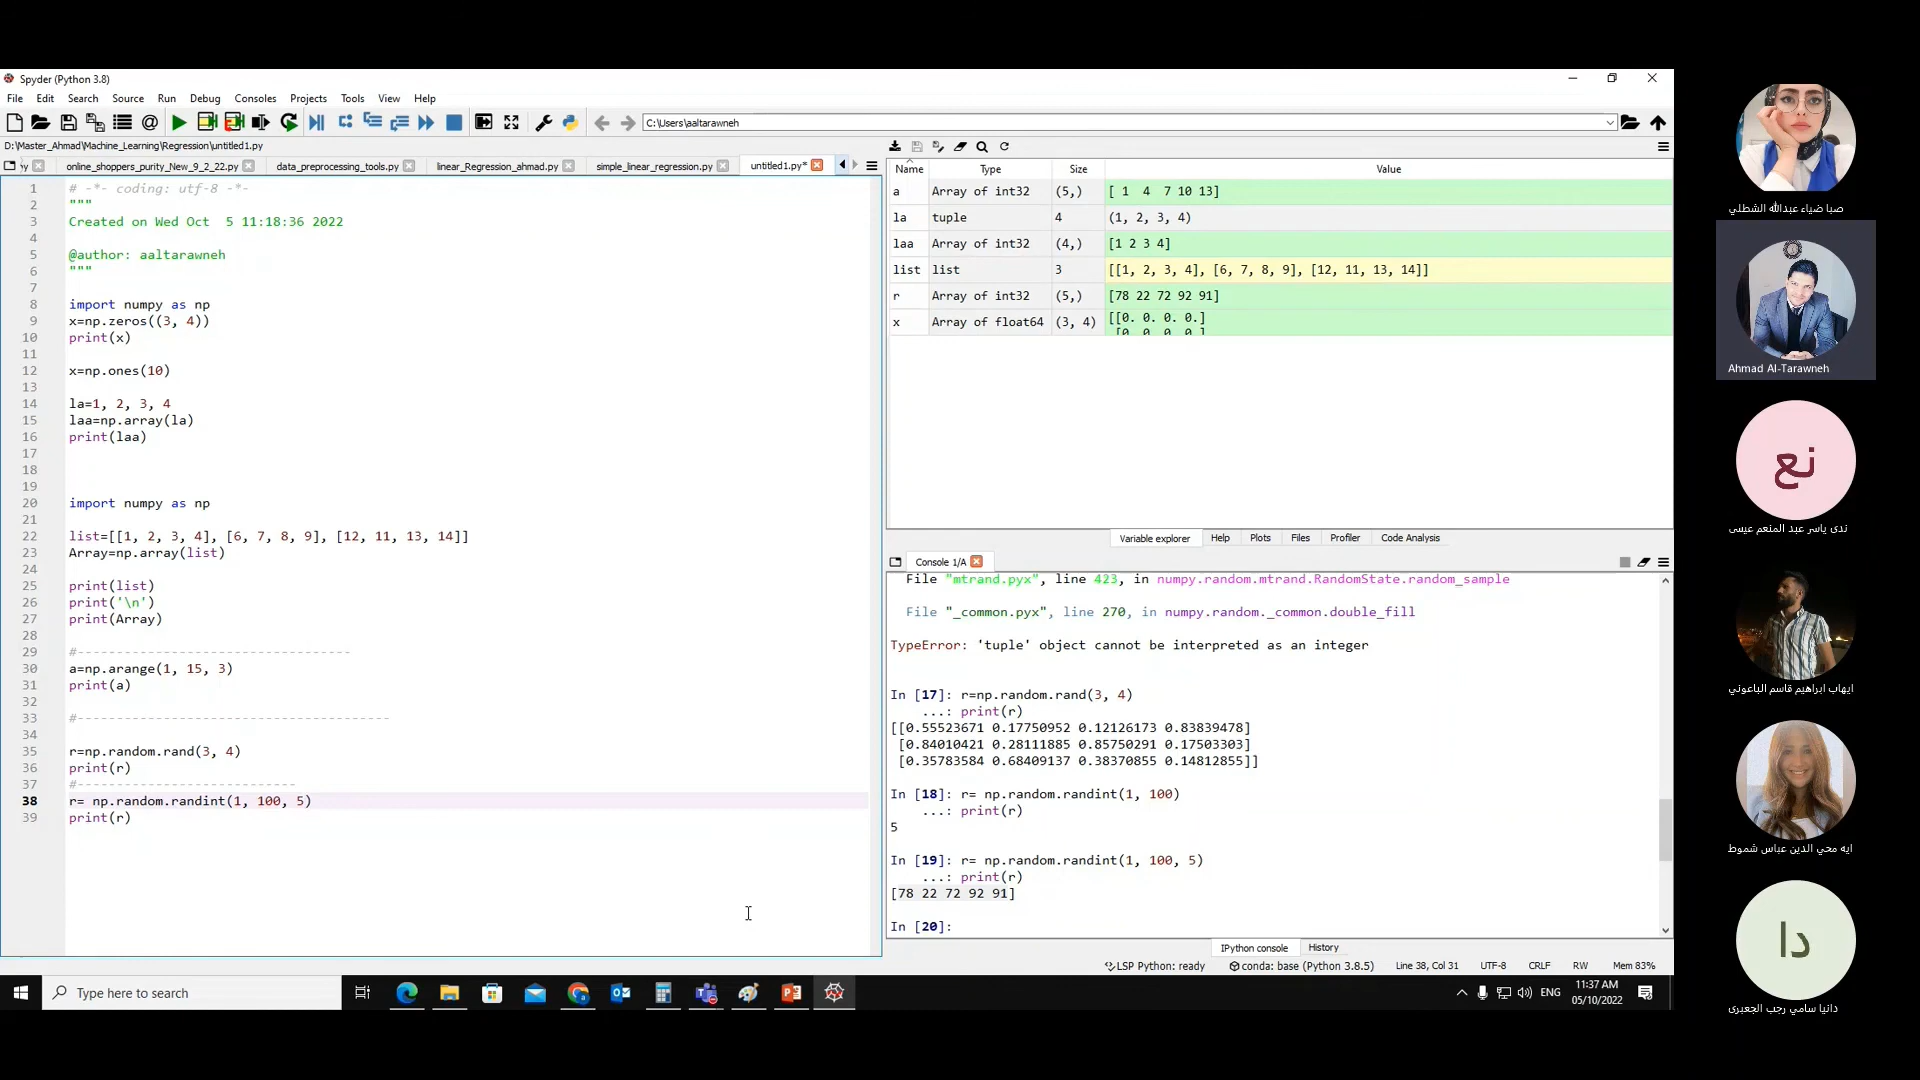 Spyder (Python 3.8)
File Edit Search Source Run Debug Consoles Projects Tools View Help
C:\Users\aaltarawneh
D:\Master_Ahmad\Machine_Learning\Regression\untitled1.py
online_shoppers_purity_New_9_2_22.py data_preprocessing_tools.py linear_Regression_ahmad.py simple_linear_regression.py untitled1.py*
1 # -*- coding: utf-8 -*-
2 """
3 Created on Wed Oct  5 11:18:36 2022
4
5 @author: aaltarawneh
6 """
7
8 import numpy as np
9 x=np.zeros((3, 4))
10 print(x)
11
12 x=np.ones(10)
13
14 la=1, 2, 3, 4
15 laa=np.array(la)
16 print(laa)
17
18
19
20 import numpy as np
21
22 list=[[1, 2, 3, 4], [6, 7, 8, 9], [12, 11, 13, 14]]
23 Array=np.array(list)
24
25 print(list)
26 print('\n')
27 print(Array)
28
29 #-----------------------------------
30 a=np.arange(1, 15, 3)
31 print(a)
32
33 #----------------------------------------
34
35 r=np.random.rand(3, 4)
36 print(r)
37 #----------------------------
38 r= np.random.randint(1, 100, 5)
39 print(r)
Name Type Size Value
a Array of int32 (5,) [ 1  4  7 10 13]
la tuple 4 (1, 2, 3, 4)
laa Array of int32 (4,) [1 2 3 4]
list list 3 [[1, 2, 3, 4], [6, 7, 8, 9], [12, 11, 13, 14]]
r Array of int32 (5,) [78 22 72 92 91]
x Array of float64 (3, 4) [[0. 0. 0. 0.]
[0. 0. 0. 0.]
Variable explorer Help Plots Files Profiler Code Analysis
Console 1/A
File "mtrand.pyx", line 423, in numpy.random.mtrand.RandomState.random_sample
File "_common.pyx", line 270, in numpy.random._common.double_fill
TypeError: 'tuple' object cannot be interpreted as an integer
In [17]: r=np.random.rand(3, 4)
...: print(r)
[[0.55523671 0.17750952 0.12126173 0.83839478]
[0.84010421 0.28111885 0.85750291 0.17503303]
[0.35783584 0.68409137 0.38370855 0.14812855]]
In [18]: r= np.random.randint(1, 100)
...: print(r)
5
In [19]: r= np.random.randint(1, 100, 5)
...: print(r)
[78 22 72 92 91]
In [20]:
IPython console History
LSP Python: ready conda: base (Python 3.8.5) Line 38, Col 31 UTF-8 CRLF RW Mem 83%
Type here to search
ENG
11:37 AM
05/10/2022
صبا ضياء عبدالله الشطلي
Ahmad Al-Tarawneh
نع
ندى ياسر عبد المنعم عيسى
ايهاب ابراهيم قاسم الباعوني
ايه محي الدين عباس شموط
دا
دانيا سامي رجب الجعبرى